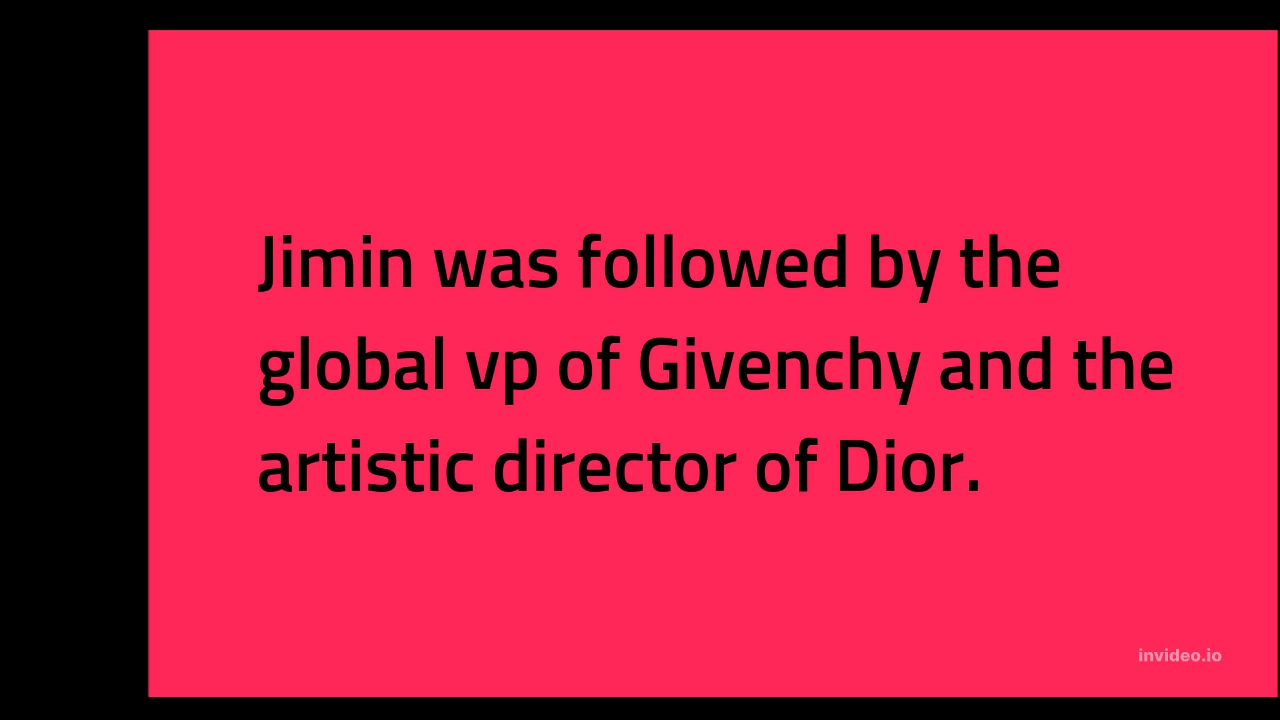 Jimin was followed by the
global vp of Givenchy and the
artistic director of Dior.
invideo.io